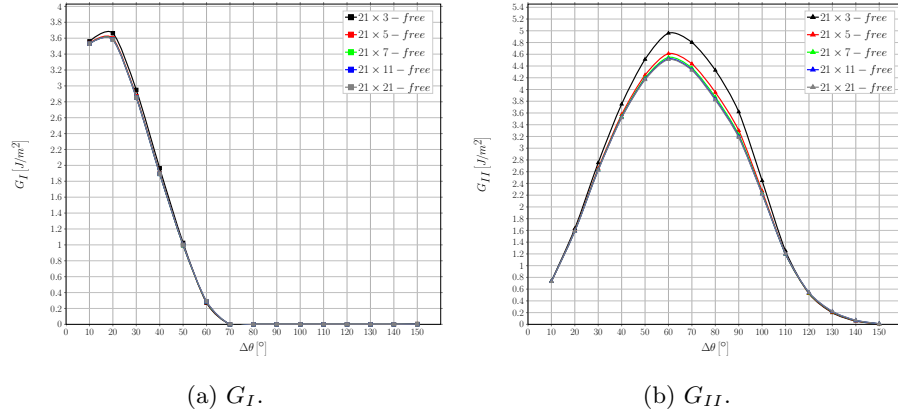 4
3.8
3.6
3.4
3.2
3
2.8
2.6
2.4
2.2
2
1.8
1.6
1.4
1.2
1
0.8
0.6
0.4
0.2
0
G_I [J/m²]
0 10 20 30 40 50 60 70 80 90 100 110 120 130 140 150
Δθ [°]
21 × 3 − free
21 × 5 − free
21 × 7 − free
21 × 11 − free
21 × 21 − free
(a) G_I.
5.4
5.2
5
4.8
4.6
4.4
4.2
4
3.8
3.6
3.4
3.2
3
2.8
2.6
2.4
2.2
2
1.8
1.6
1.4
1.2
1
0.8
0.6
0.4
0.2
0
G_II [J/m²]
0 10 20 30 40 50 60 70 80 90 100 110 120 130 140 150
Δθ [°]
21 × 3 − free
21 × 5 − free
21 × 7 − free
21 × 11 − free
21 × 21 − free
(b) G_II.